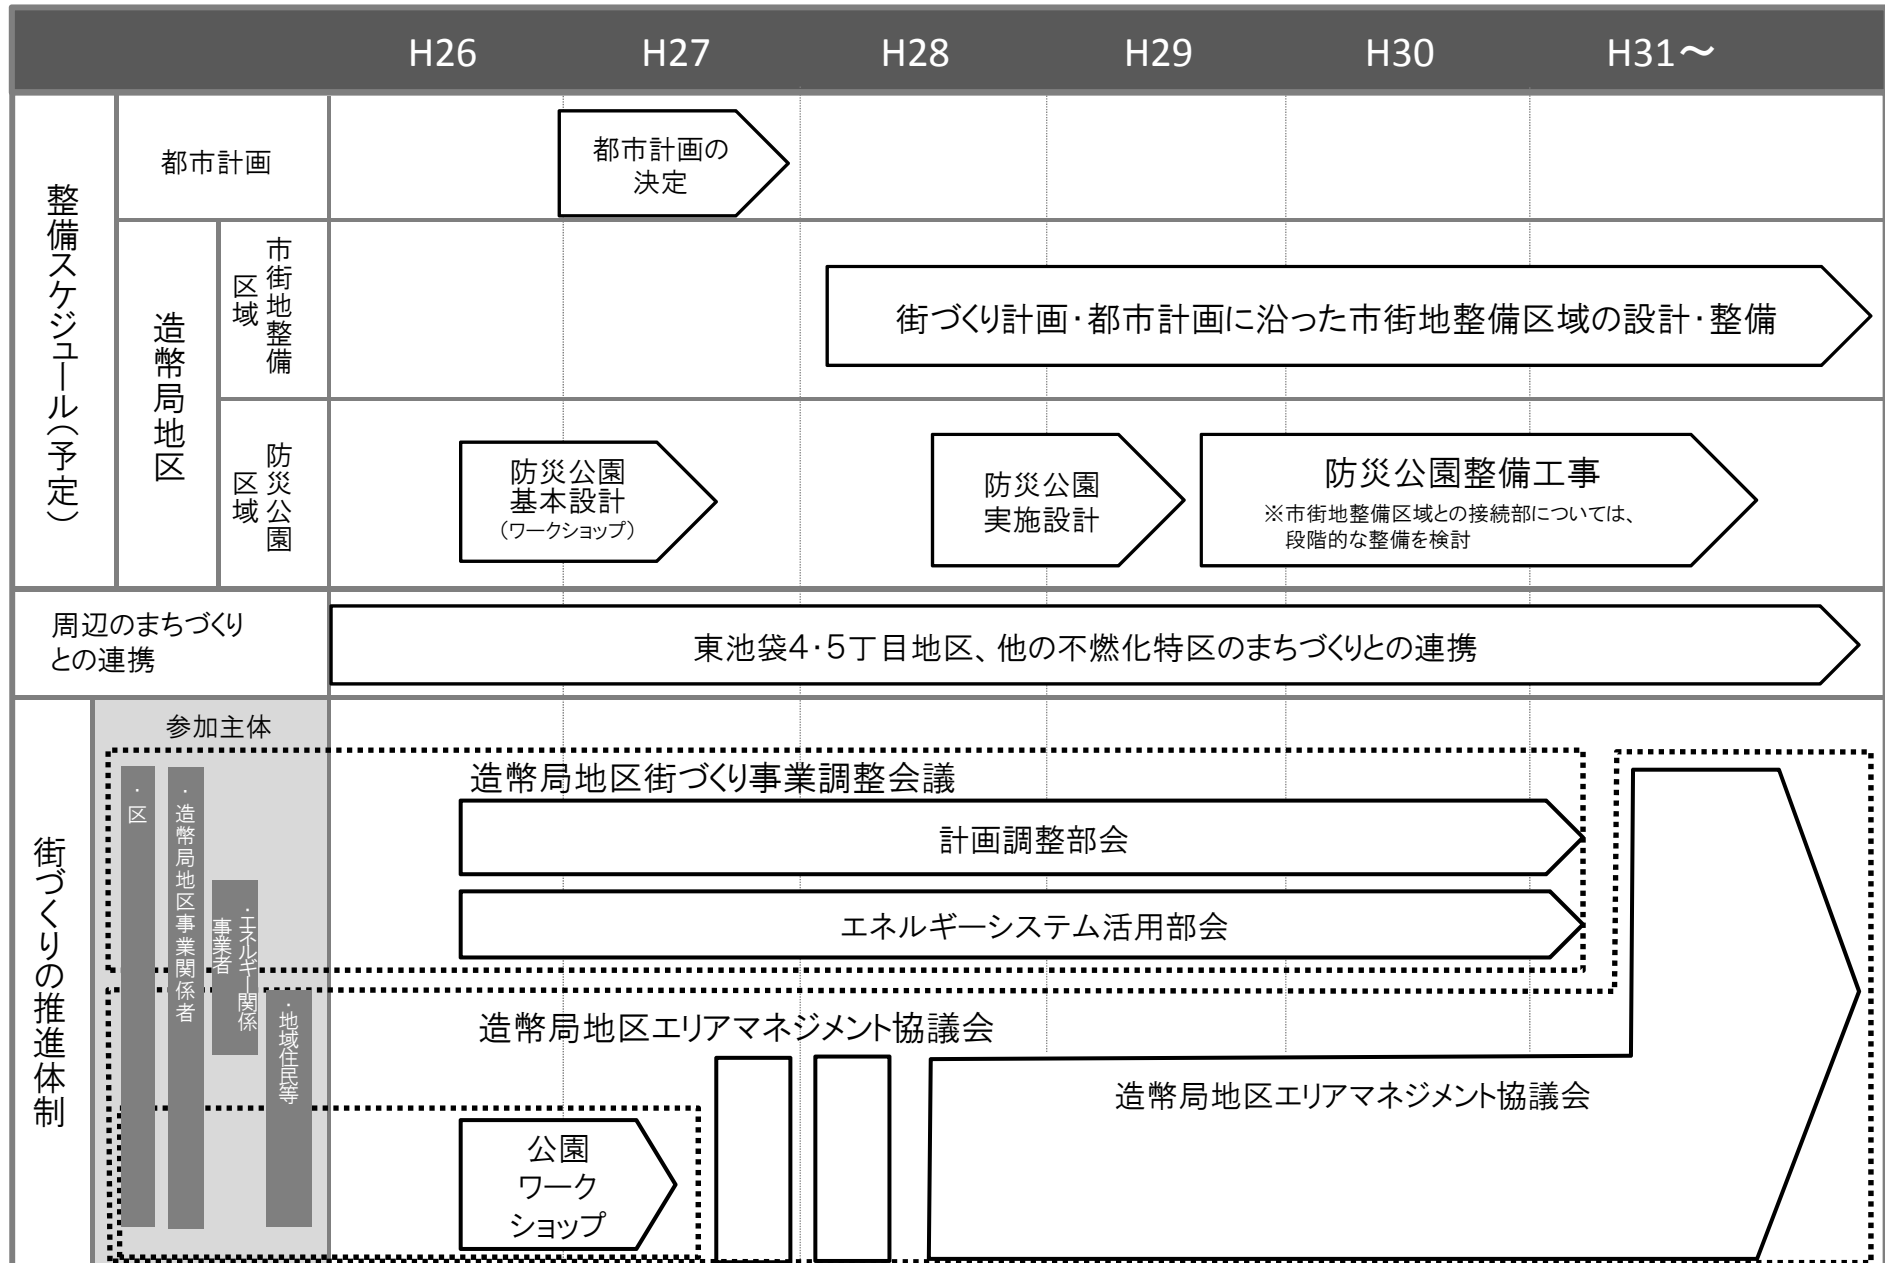 H26 H27 H28 H29 H30 H31～
整備スケジュール（予定）
都市計画
都市計画の
決定
造幣局地区
市街地整備
区域
街づくり計画・都市計画に沿った市街地整備区域の設計・整備
防災公園
区域
防災公園
基本設計
（ワークショップ）
防災公園
実施設計
防災公園整備工事
※市街地整備区域との接続部については、
段階的な整備を検討
周辺のまちづくり
との連携
東池袋４・５丁目地区、他の不燃化特区のまちづくりとの連携
街づくりの推進体制
参加主体
・区
・造幣局地区事業関係者
・エネルギー関係
事業者
・地域住民等
造幣局地区街づくり事業調整会議
計画調整部会
エネルギーシステム活用部会
造幣局地区エリアマネジメント協議会
造幣局地区エリアマネジメント協議会
公園
ワーク
ショップ